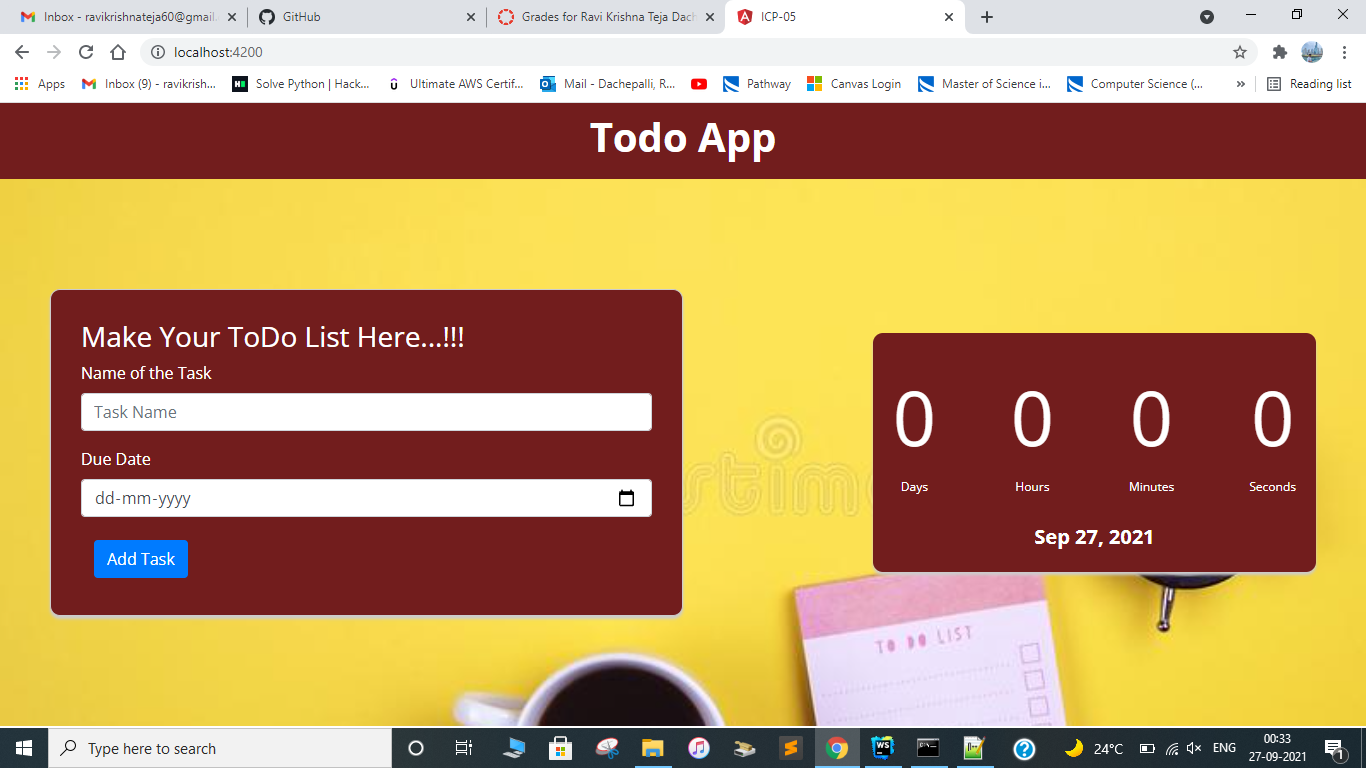 Inbox - ravikrishnateja60@gmail.
GitHub
Grades for Ravi Krishna Teja Dach
ICP-05
localhost:4200
Apps
Inbox (9) - ravikrish...
Solve Python | Hack...
Ultimate AWS Certif...
Mail - Dachepalli, R...
Pathway
Canvas Login
Master of Science i...
Computer Science (...
»
Reading list
Todo App
Make Your ToDo List Here...!!!
Name of the Task
Task Name
Due Date
dd-mm-yyyy
Add Task
0 0 0 0
Days Hours Minutes Seconds
Sep 27, 2021
TO DO LIST
Type here to search
WS
24°C
ENG
00:33
27-09-2021
1